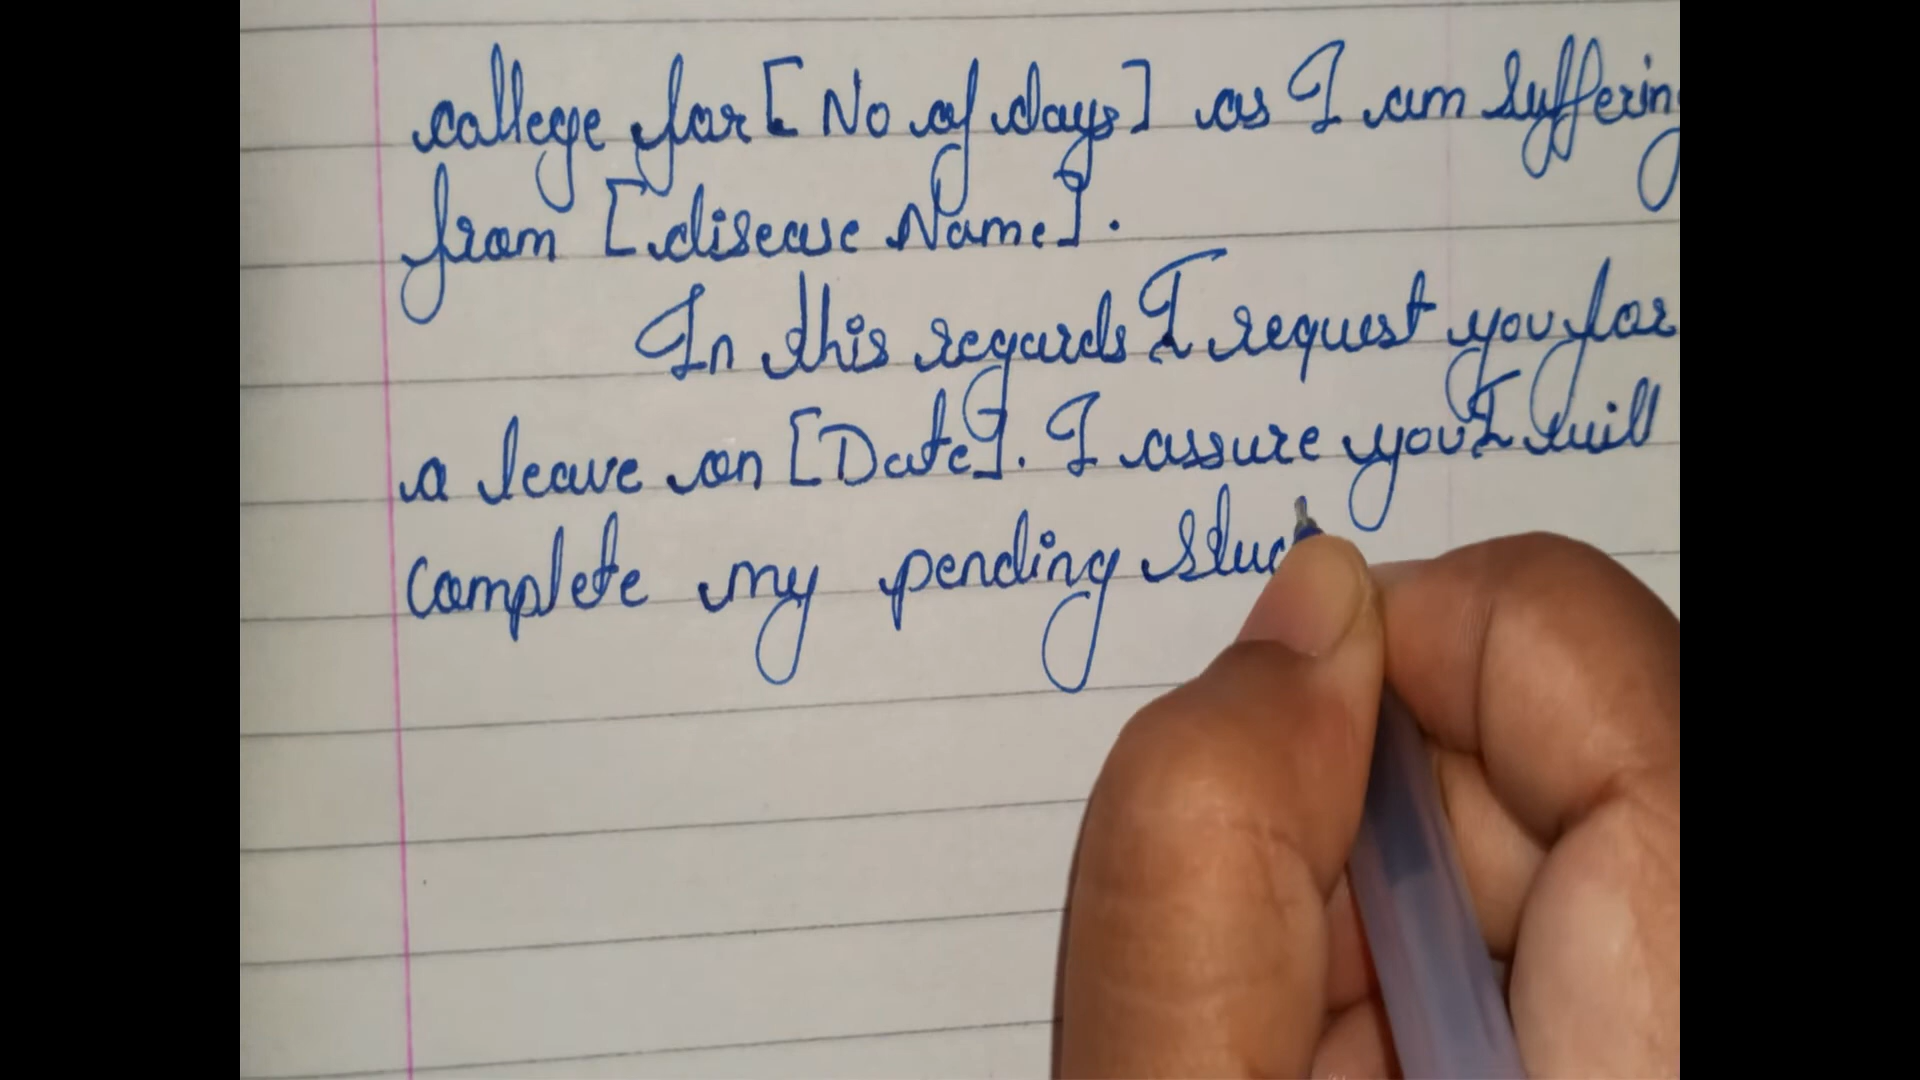 college for [No of days] as I am suffering
from [disease Name].
In this regards I request you for
a leave on [Date]. I assure you I will
complete my pending